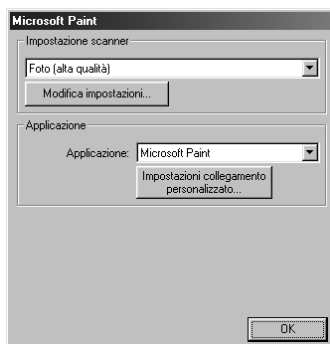 Microsoft Paint
Impostazione scanner
Foto (alta qualità)
Modifica impostazioni...
Applicazione
Applicazione: Microsoft Paint
Impostazioni collegamento
personalizzato...
OK